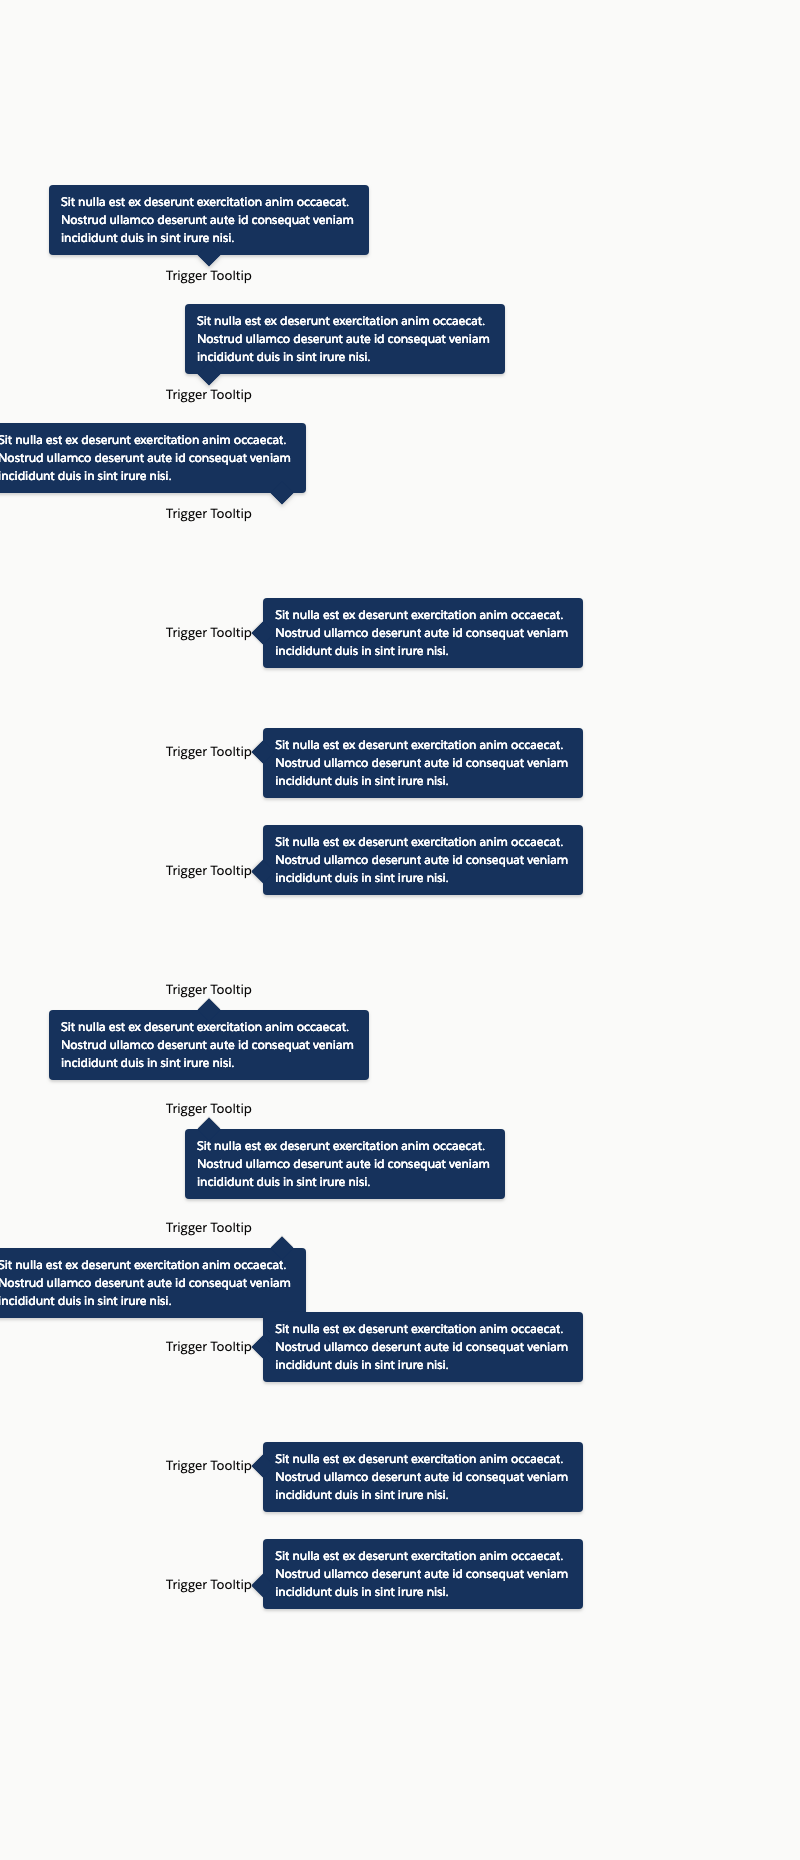 Sit nulla est ex deserunt exercitation anim occaecat.
Nostrud ullamco deserunt aute id consequat veniam
incididunt duis in sint irure nisi.
Trigger Tooltip
Sit nulla est ex deserunt exercitation anim occaecat.
Nostrud ullamco deserunt aute id consequat veniam
incididunt duis in sint irure nisi.
Trigger Tooltip
Sit nulla est ex deserunt exercitation anim occaecat.
Nostrud ullamco deserunt aute id consequat veniam
incididunt duis in sint irure nisi.
Trigger Tooltip
Sit nulla est ex deserunt exercitation anim occaecat.
Trigger Tooltip Nostrud ullamco deserunt aute id consequat veniam
incididunt duis in sint irure nisi.
Sit nulla est ex deserunt exercitation anim occaecat.
Trigger Tooltip
Nostrud ullamco deserunt aute id consequat veniam
incididunt duis in sint irure nisi.
Sit nulla est ex deserunt exercitation anim occaecat.
Nostrud ullamco deserunt aute id consequat veniam
Trigger Tooltip
incididunt duis in sint irure nisi.
Trigger Tooltip
Sit nulla est ex deserunt exercitation anim occaecat.
Nostrud ullamco deserunt aute id consequat veniam
incididunt duis in sint irure nisi.
Trigger Tooltip
Sit nulla est ex deserunt exercitation anim occaecat.
Nostrud ullamco deserunt aute id consequat veniam
incididunt duis in sint irure nisi.
Trigger Tooltip
Sit nulla est ex deserunt exercitation anim occaecat.
Nostrud ullamco deserunt aute id consequat veniam
incididunt duis in sint irure nisi.
Sit nulla est ex deserunt exercitation anim occaecat.
Trigger Tooltip Nostrud ullamco deserunt aute id consequat veniam
incididunt duis in sint irure nisi.
Sit nulla est ex deserunt exercitation anim occaecat.
Trigger Tooltip
Nostrud ullamco deserunt aute id consequat veniam
incididunt duis in sint irure nisi.
Sit nulla est ex deserunt exercitation anim occaecat.
Nostrud ullamco deserunt aute id consequat veniam
Trigger Tooltip
incididunt duis in sint irure nisi.